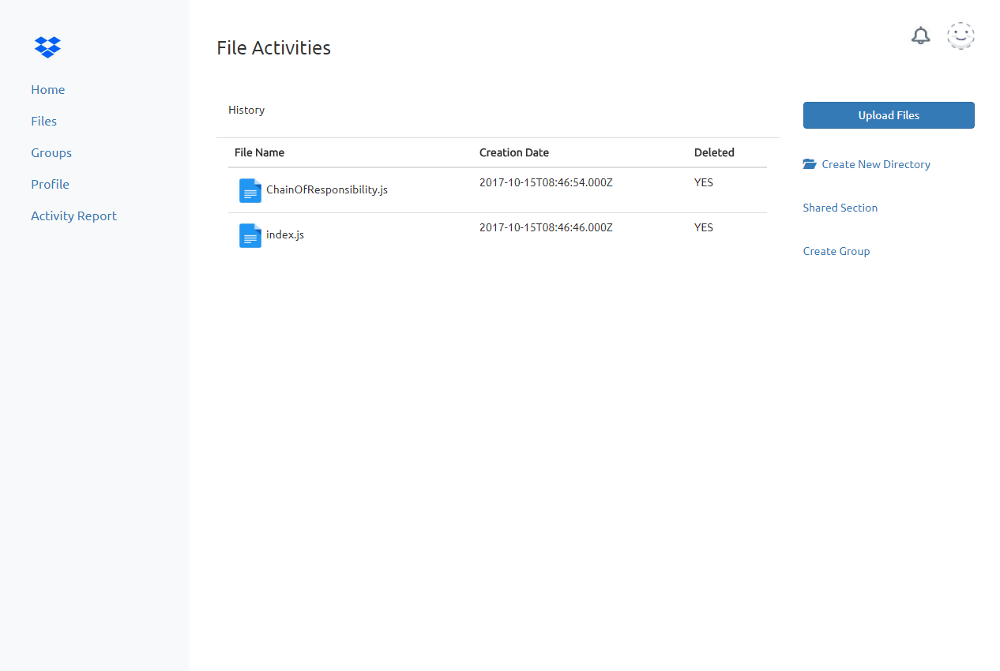 File Activities
Home
Files
Groups
Profile
Activity Report
History
File Name Creation Date Deleted
ChainOfResponsibility.js 2017-10-15T08:46:54.000Z YES
index.js 2017-10-15T08:46:46.000Z YES
Upload Files
Create New Directory
Shared Section
Create Group